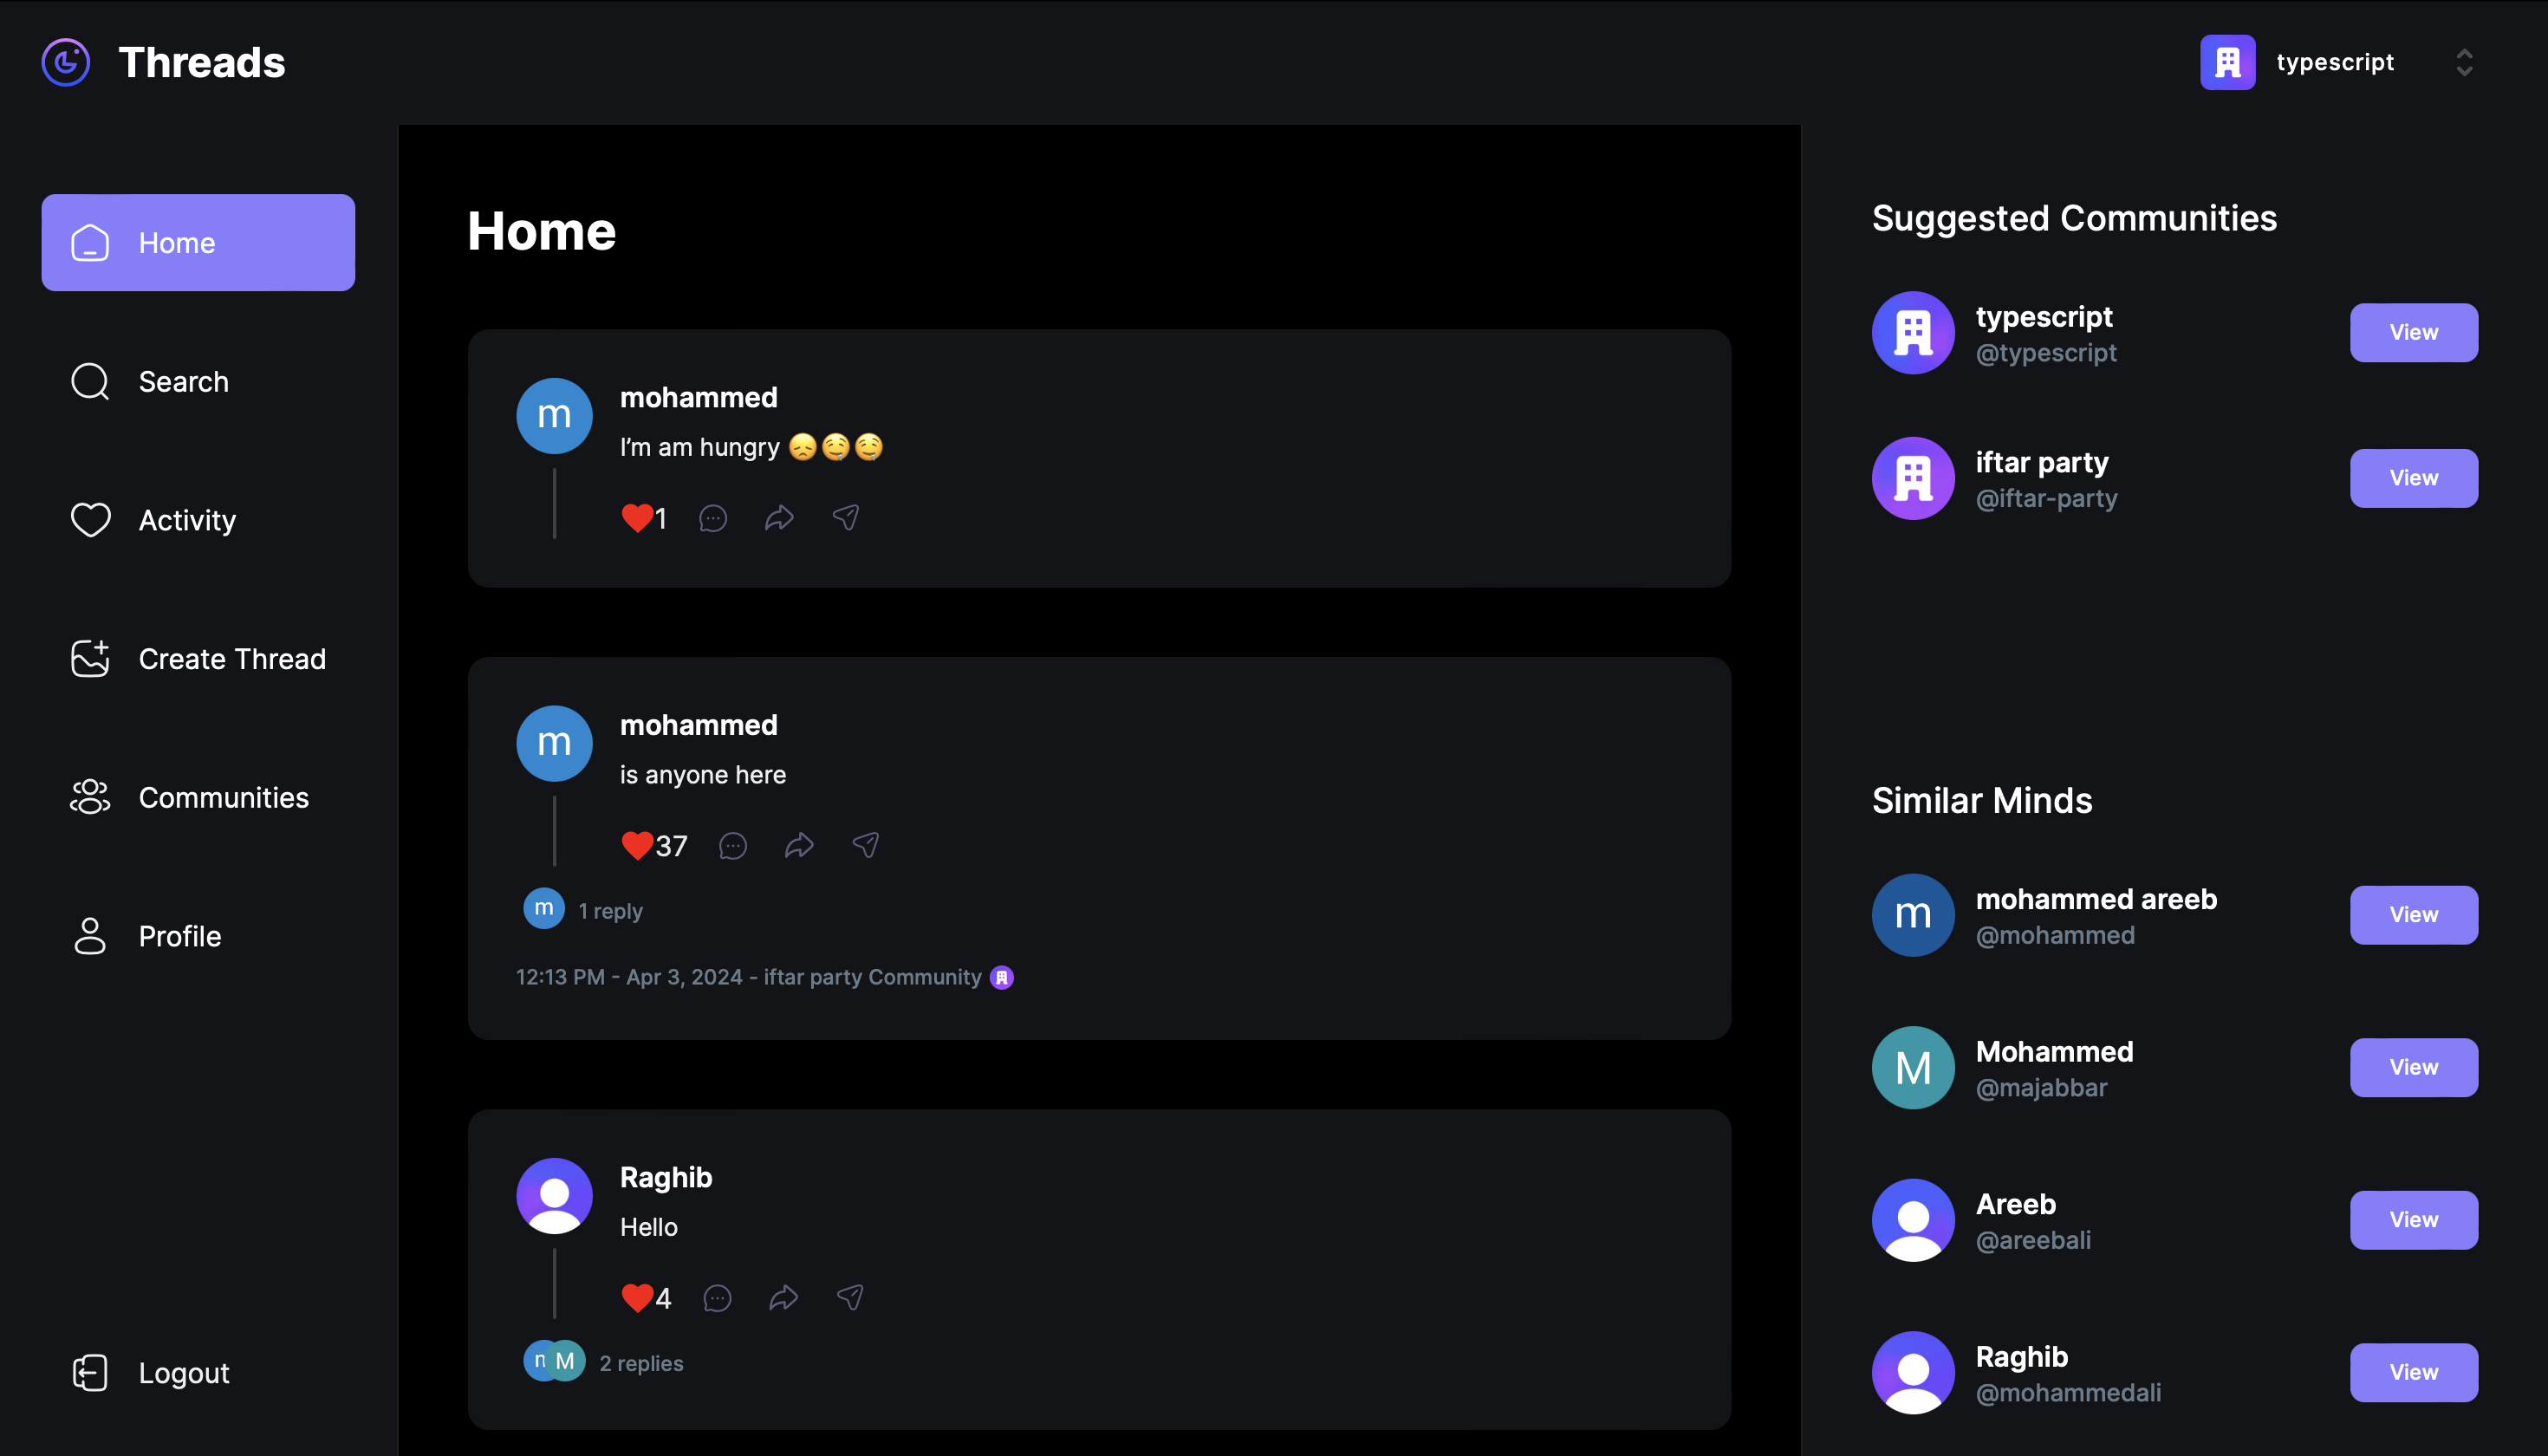 Threads
typescript
Home
Search
Activity
Create Thread
Communities
Profile
Logout
Home
m
mohammed
I’m am hungry 😞🤤🤤
1
m
mohammed
is anyone here
37
m
1 reply
12:13 PM - Apr 3, 2024 - iftar party Community
Raghib
Hello
4
M
2 replies
Suggested Communities
typescript
@typescript
View
iftar party
@iftar-party
View
Similar Minds
m
mohammed areeb
@mohammed
View
M
Mohammed
@majabbar
View
Areeb
@areebali
View
Raghib
@mohammedali
View